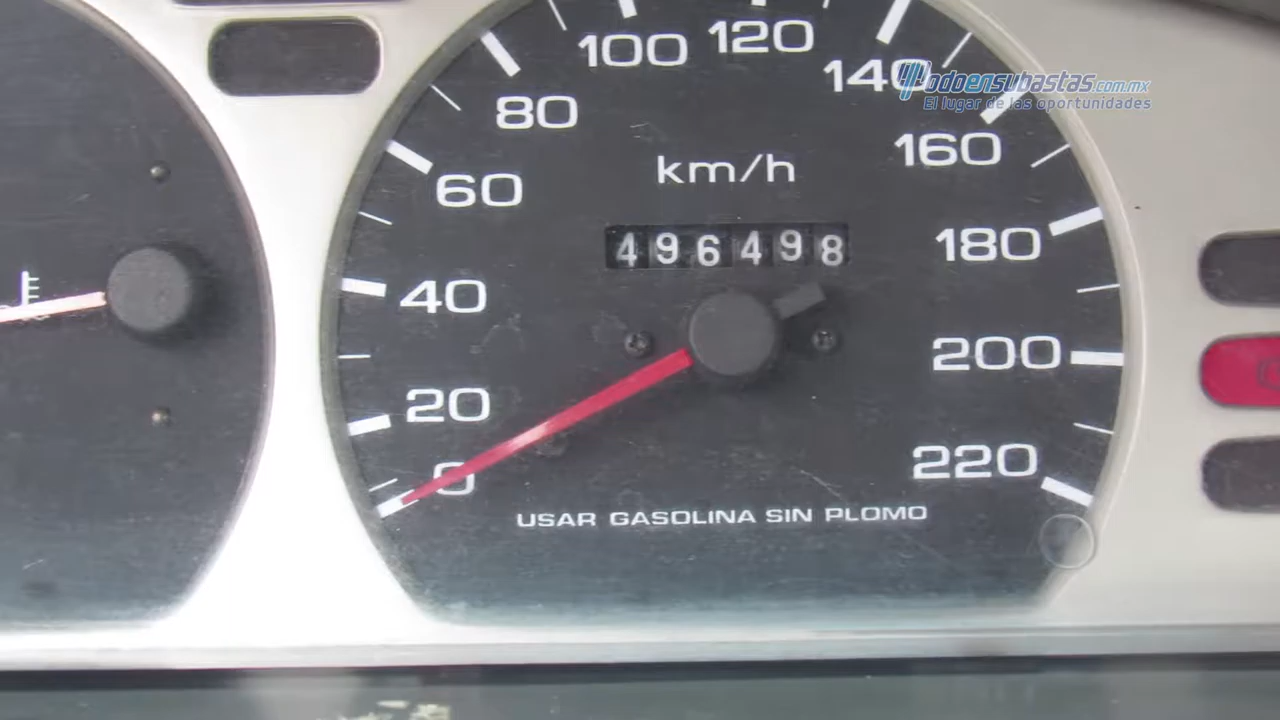 100 120
140
80
Todoensubastas.com.mx
El lugar de las oportunidades
160
km/h
60
496498
180
E
40
200
20
220
0
USAR GASOLINA SIN PLOMO